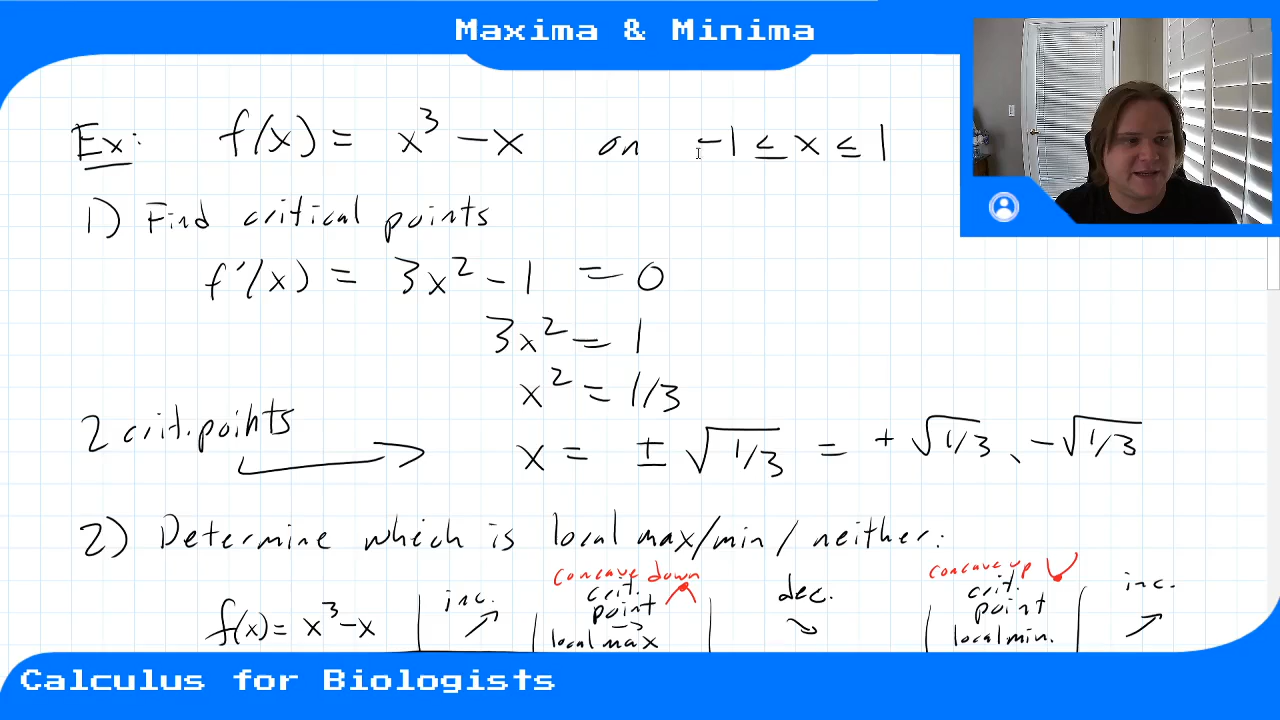 Maxima & Minima
Ex: f(x) = x³ - x on -1 ≤ x ≤ 1
1) Find critical points
f'(x) = 3x² - 1 = 0
3x² = 1
x² = 1/3
2 crit. points
x = ± √1/3 = + √1/3, - √1/3
2) Determine which is local max/min/neither:
concave down
concave up
inc.
crit. point → local max
dec.
crit. point local min.
inc.
f(x) = x³ - x
Calculus for Biologists